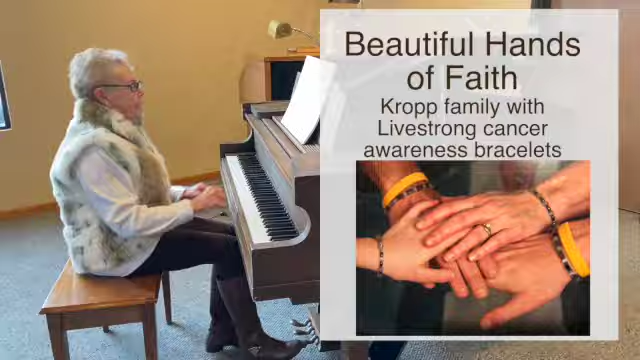 Beautiful Hands
of Faith
Kropp family with
Livestrong cancer
awareness bracelets